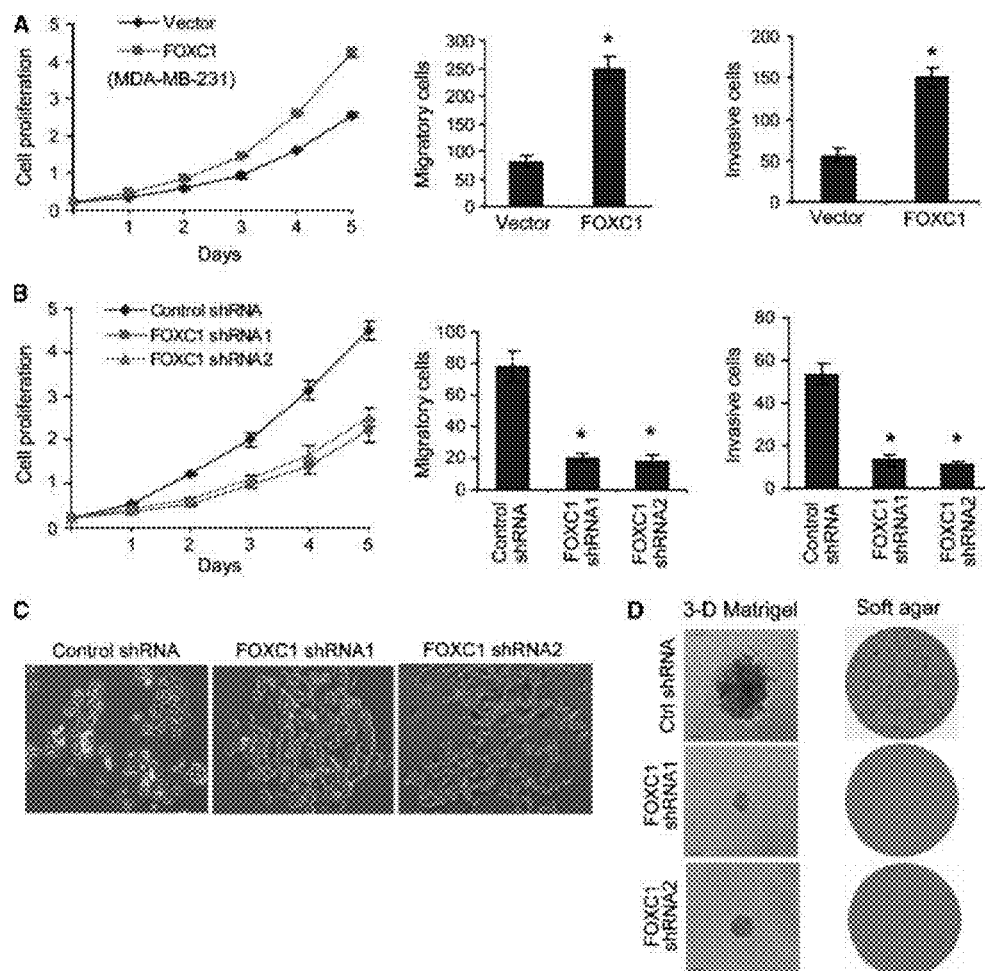 A
Vector
FOXC1
(MDA-MB-231)
Cell proliferation
5
4
3
2
1
0
1 2 3 4 5
Days
Migratory cells
300
250
200
150
100
50
0
*
Vector FOXC1
Invasive cells
200
150
100
50
0
*
Vector FOXC1
B
Control shRNA
FOXC1 shRNA1
FOXC1 shRNA2
Cell proliferation
5
4
3
2
1
0
1 2 3 4 5
Days
Migratory cells
100
80
60
40
20
0
* *
Control shRNA
FOXC1 shRNA1
FOXC1 shRNA2
Invasive cells
80
60
40
20
0
* *
Control shRNA
FOXC1 shRNA1
FOXC1 shRNA2
C
Control shRNA FOXC1 shRNA1 FOXC1 shRNA2
D
3-D Matrigel Soft agar
Ctrl shRNA
FOXC1 shRNA1
FOXC1 shRNA2